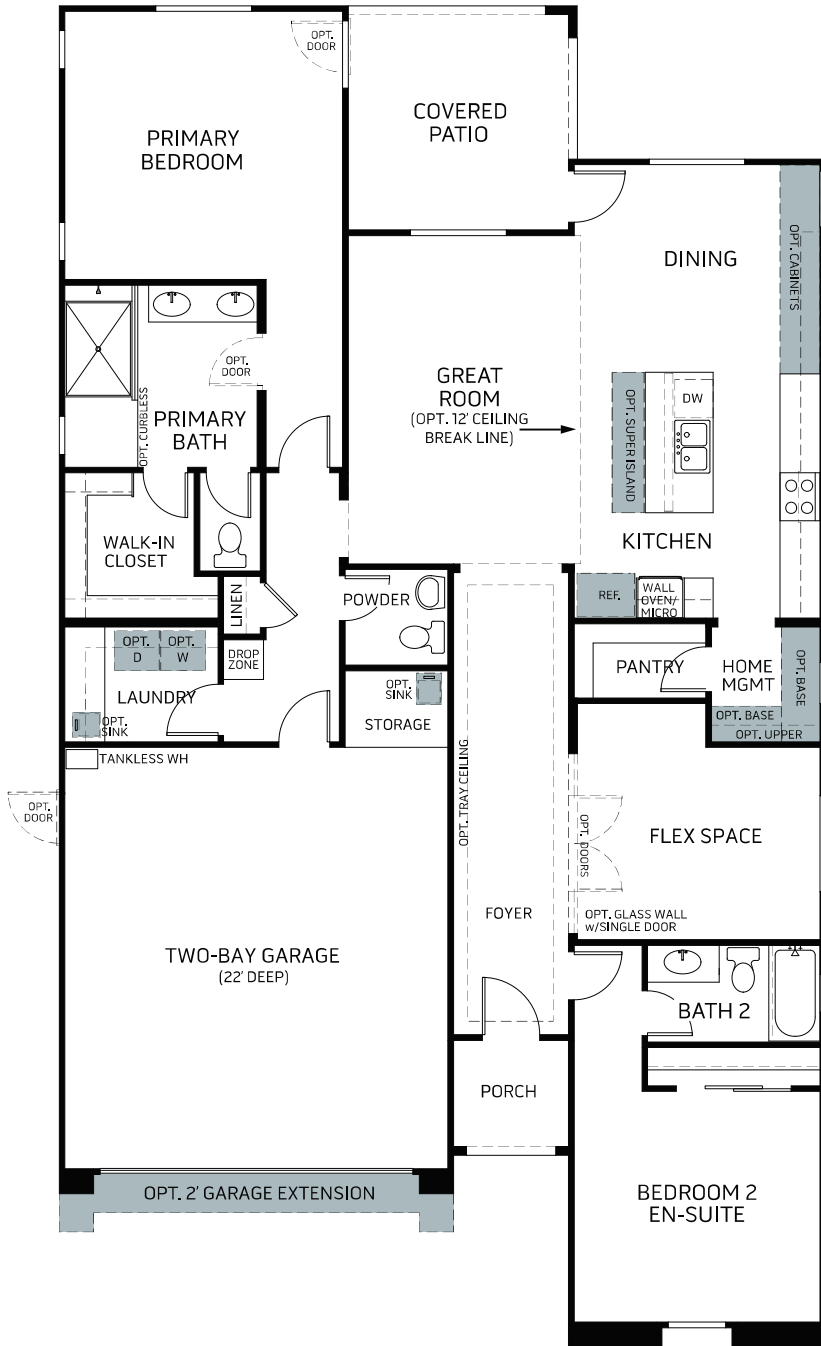 OPT.
DOOR
COVERED
PATIO
PRIMARY
BEDROOM
OPT. CABINETS
DINING
OPT.
DOOR
GREAT
ROOM
(OPT. 12' CEILING
BREAK LINE)
DW
OPT. SUPER ISLAND
OPT. CURBLESS
PRIMARY
BATH
WALK-IN
CLOSET
KITCHEN
LINEN
POWDER
REF.
WALL
OVEN/
MICRO
OPT.
D
OPT.
W
DROP
ZONE
PANTRY
HOME
MGMT
OPT. BASE
LAUNDRY
OPT.
SINK
OPT.
SINK
STORAGE
OPT. BASE
OPT. UPPER
TANKLESS WH
OPT.
DOOR
OPT. TRAY CEILING
OPT. DOORS
FLEX SPACE
FOYER
OPT. GLASS WALL
w/SINGLE DOOR
TWO-BAY GARAGE
(22' DEEP)
BATH 2
PORCH
OPT. 2' GARAGE EXTENSION
BEDROOM 2
EN-SUITE